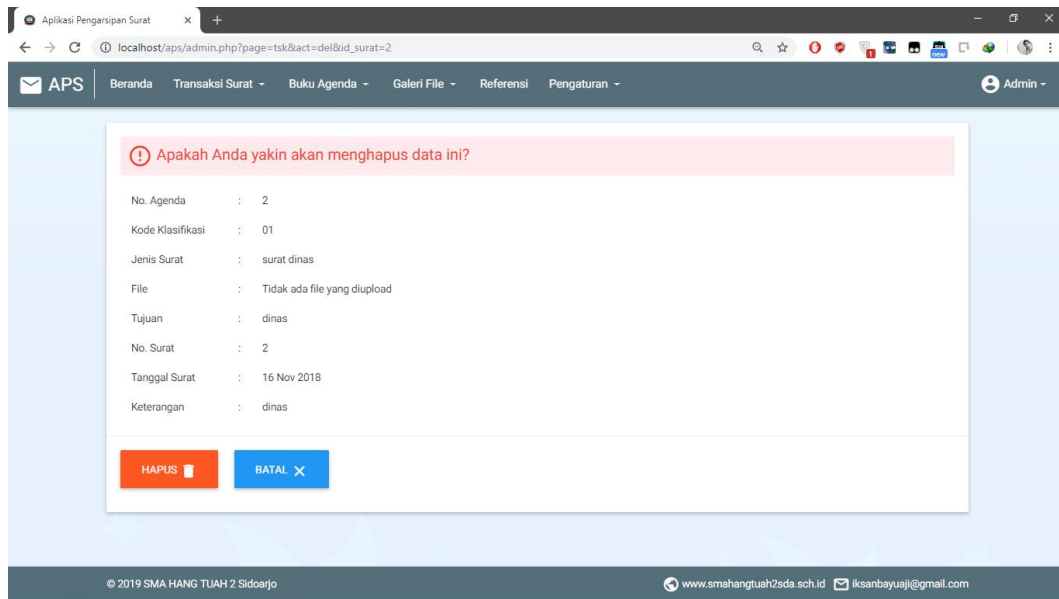 Aplikasi Pengarsipan Surat
localhost/aps/admin.php?page=tsk&act=del&id_surat=2
1
new
APS Beranda Transaksi Surat Buku Agenda Galeri File Referensi Pengaturan Admin
Apakah Anda yakin akan menghapus data ini?
No. Agenda : 2
Kode Klasifikasi : 01
Jenis Surat : surat dinas
File : Tidak ada file yang diupload
Tujuan : dinas
No. Surat : 2
Tanggal Surat : 16 Nov 2018
Keterangan : dinas
HAPUS BATAL
© 2019 SMA HANG TUAH 2 Sidoarjo www.smahangtuah2sda.sch.id iksanbayuaji@gmail.com